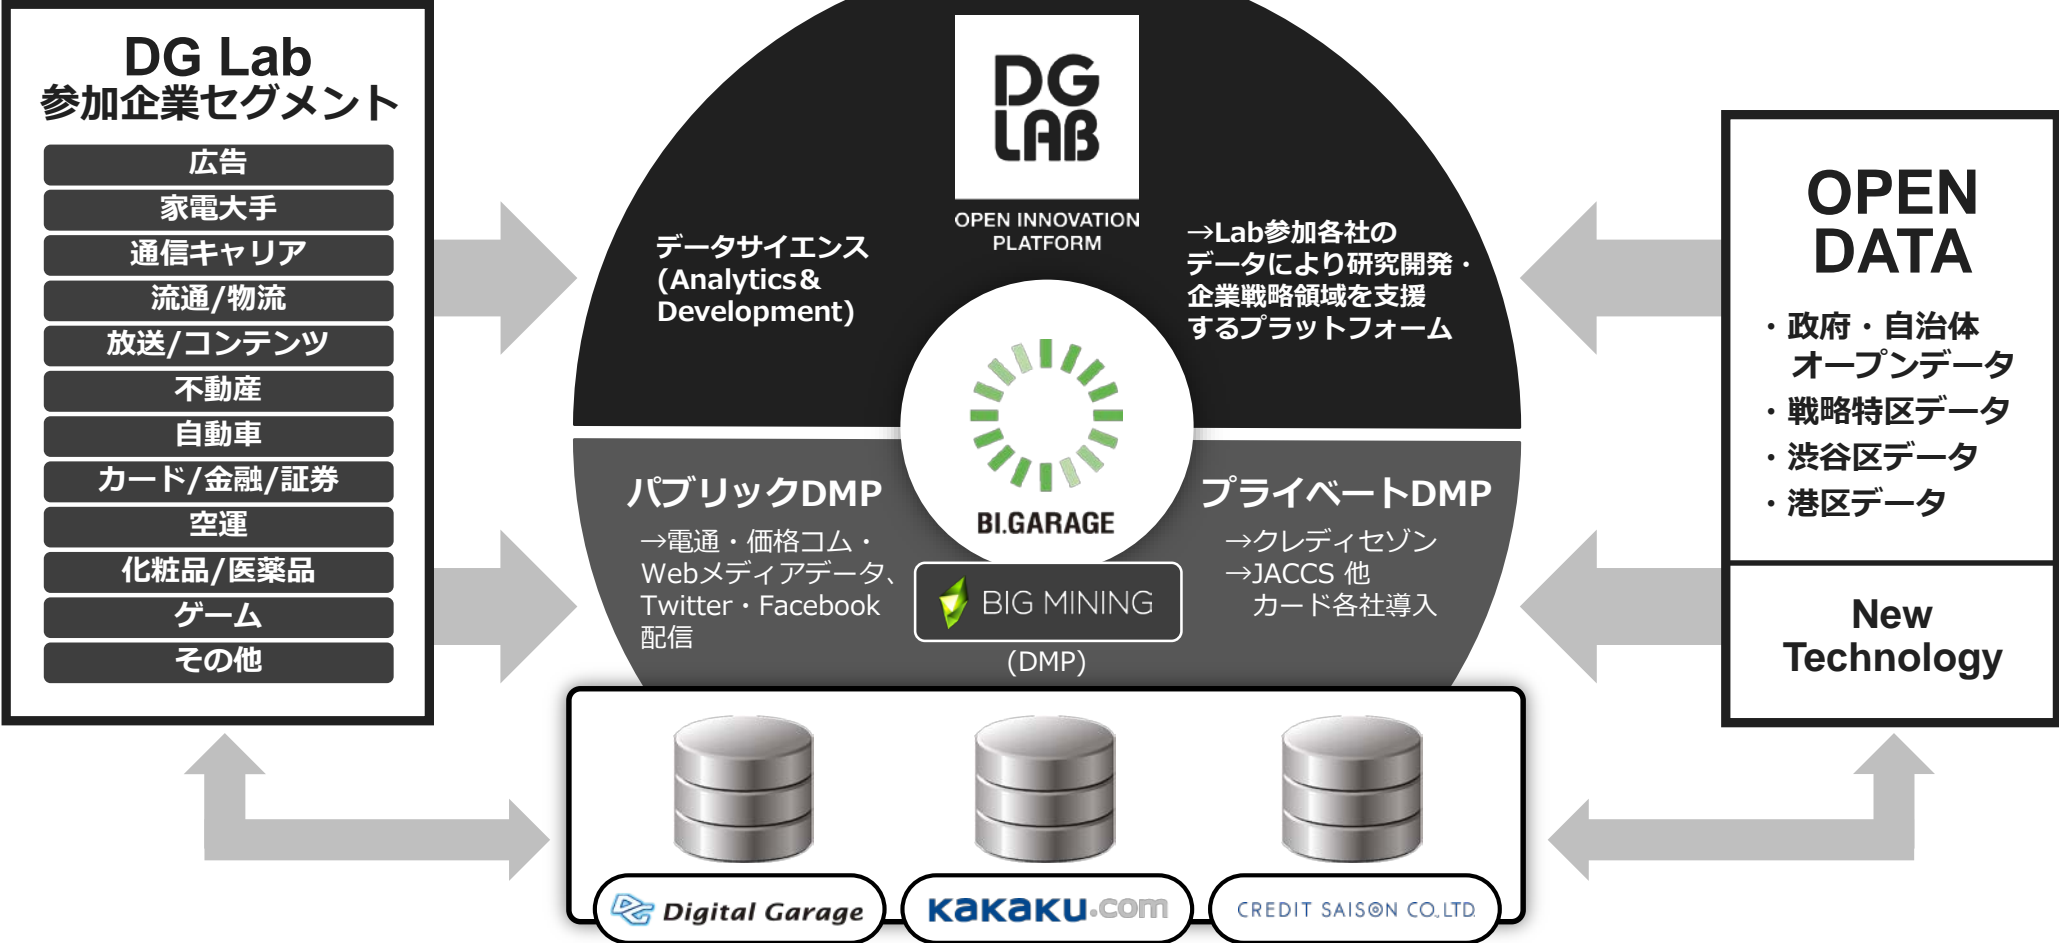 DG Lab
参加企業セグメント
広告
家電大手
通信キャリア
流通/物流
放送/コンテンツ
不動産
自動車
カード/金融/証券
空運
化粧品/医薬品
ゲーム
その他
DG
LAB
OPEN INNOVATION
PLATFORM
データサイエンス
(Analytics&
Development)
→Lab参加各社の
データにより研究開発・
企業戦略領域を支援
するプラットフォーム
BI.GARAGE
パブリックDMP
→電通・価格コム・
Webメディアデータ、
Twitter・Facebook
配信
プライベートDMP
→クレディセゾン
→JACCS 他
カード各社導入
BIG MINING
(DMP)
Digital Garage
KaKaKu.com
CREDIT SAISON CO.,LTD.
OPEN
DATA
・政府・自治体
オープンデータ
・戦略特区データ
・渋谷区データ
・港区データ
New
Technology